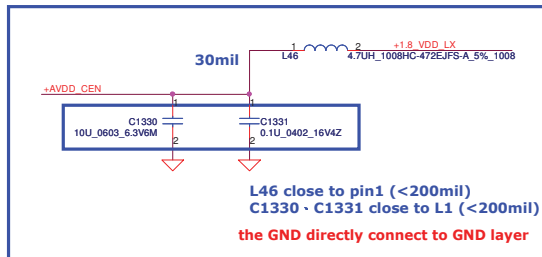 1 2 +1.8_VDD_LX
L46 4.7UH_1008HC-472EJFS-A_5%_1008
30mil
+AVDD_CEN
1 1
C1330 C1331
10U_0603_6.3V6M 0.1U_0402_16V4Z
2 2
L46 close to pin1 (<200mil)
C1330、C1331 close to L1 (<200mil)
the GND directly connect to GND layer